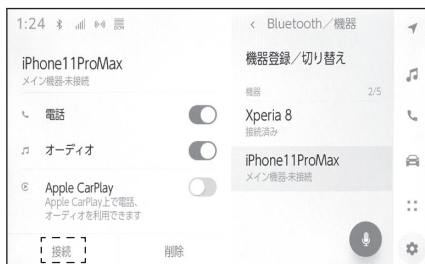 1:24
iPhone11ProMax
メイン機器-未接続
電話
オーディオ
Apple CarPlay
Apple CarPlay上で電話、
オーディオを利用できます
接続
削除
< Bluetooth／機器
機器登録／切り替え
機器 2/5
Xperia 8
接続済み
iPhone11ProMax
メイン機器-未接続